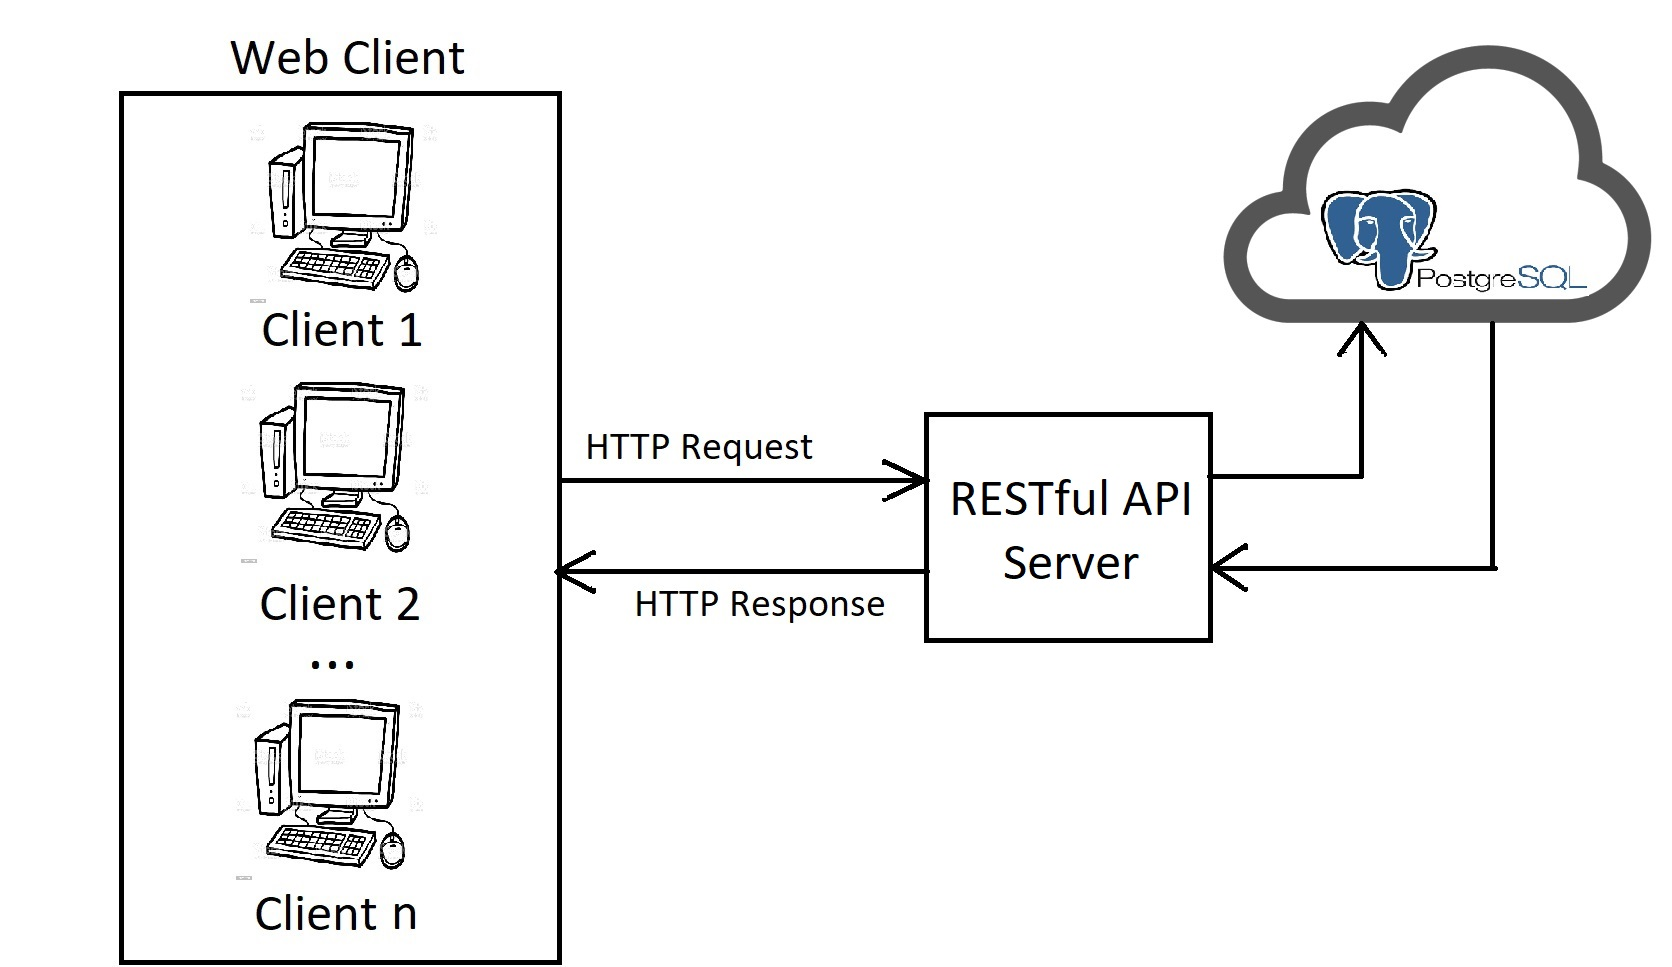 Web Client
Client 1
Client 2
...
Client n
HTTP Request
HTTP Response
RESTful API
Server
PostgreSQL